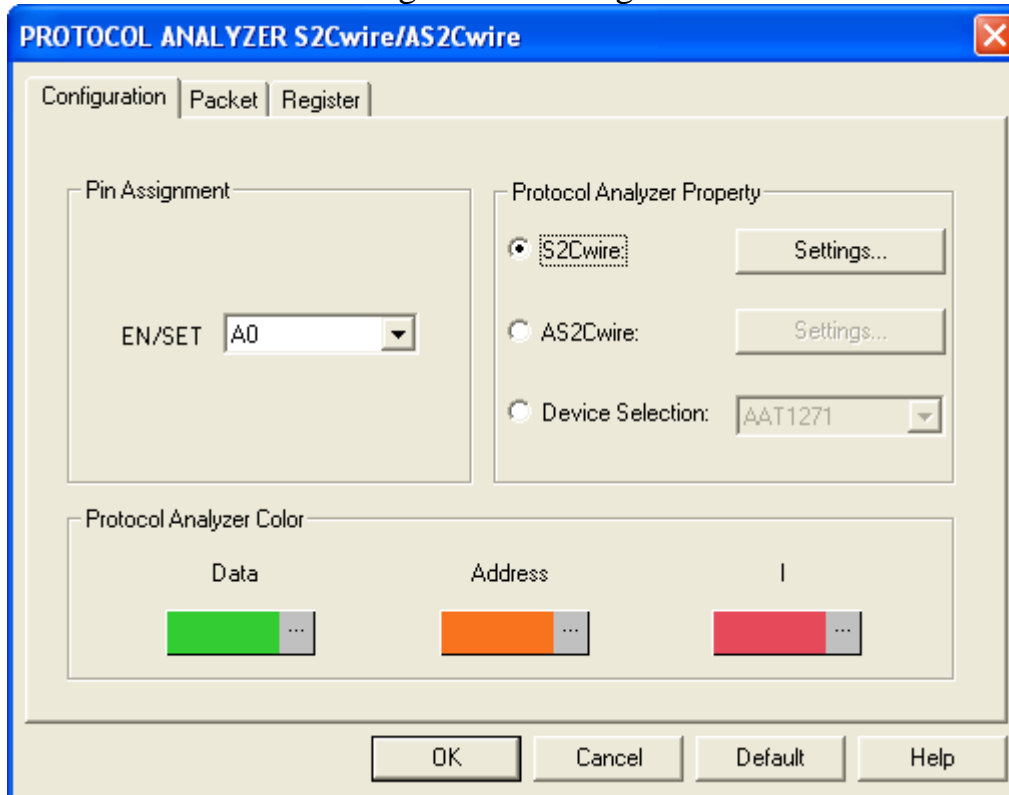 PROTOCOL ANALYZER S2Cwire/AS2Cwire
Configuration Packet Register
Pin Assignment
EN/SET A0
Protocol Analyzer Property
S2Cwire: Settings...
AS2Cwire: Settings...
Device Selection: AAT1271
Protocol Analyzer Color
Data Address I
... ... ...
OK Cancel Default Help